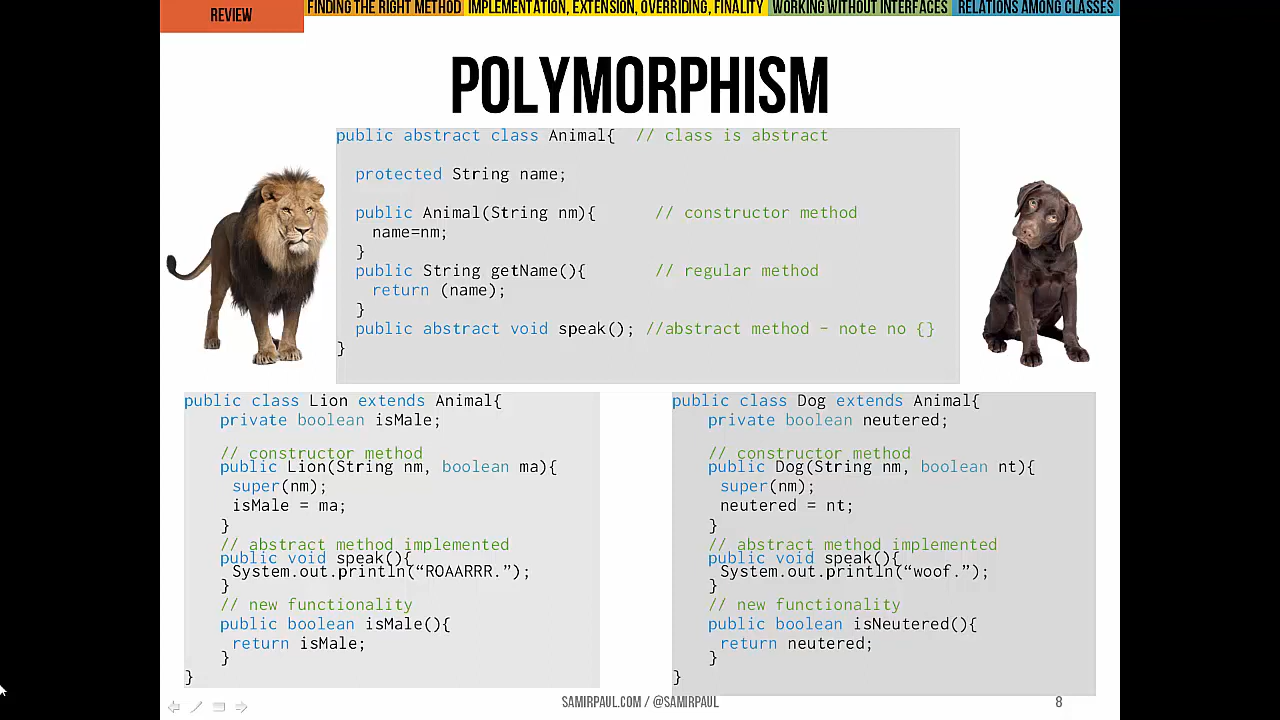 REVIEW
FINDING THE RIGHT METHOD
IMPLEMENTATION, EXTENSION, OVERRIDING, FINALITY
WORKING WITHOUT INTERFACES
RELATIONS AMONG CLASSES
POLYMORPHISM
public abstract class Animal{ // class is abstract
protected String name;
public Animal(String nm){ // constructor method
name=nm;
}
public String getName(){ // regular method
return (name);
}
public abstract void speak(); //abstract method – note no {}
}
public class Lion extends Animal{
private boolean isMale;
// constructor method
public Lion(String nm, boolean ma){
super(nm);
isMale = ma;
}
// abstract method implemented
public void speak(){
System.out.println(“ROAARRR.”);
}
// new functionality
public boolean isMale(){
return isMale;
}
}
public class Dog extends Animal{
private boolean neutered;
// constructor method
public Dog(String nm, boolean nt){
super(nm);
neutered = nt;
}
// abstract method implemented
public void speak(){
System.out.println(“woof.”);
}
// new functionality
public boolean isNeutered(){
return neutered;
}
}
SAMIRPAUL.COM / @SAMIRPAUL
8